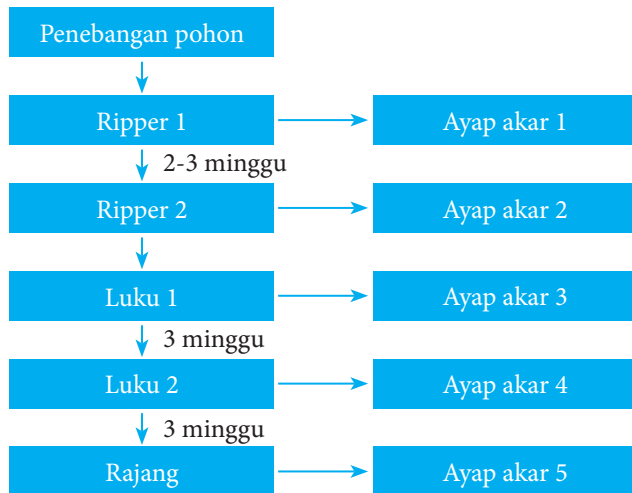 Penebangan pohon
Ripper 1
Ayap akar 1
2-3 minggu
Ripper 2
Ayap akar 2
Luku 1
Ayap akar 3
3 minggu
Luku 2
Ayap akar 4
3 minggu
Rajang
Ayap akar 5